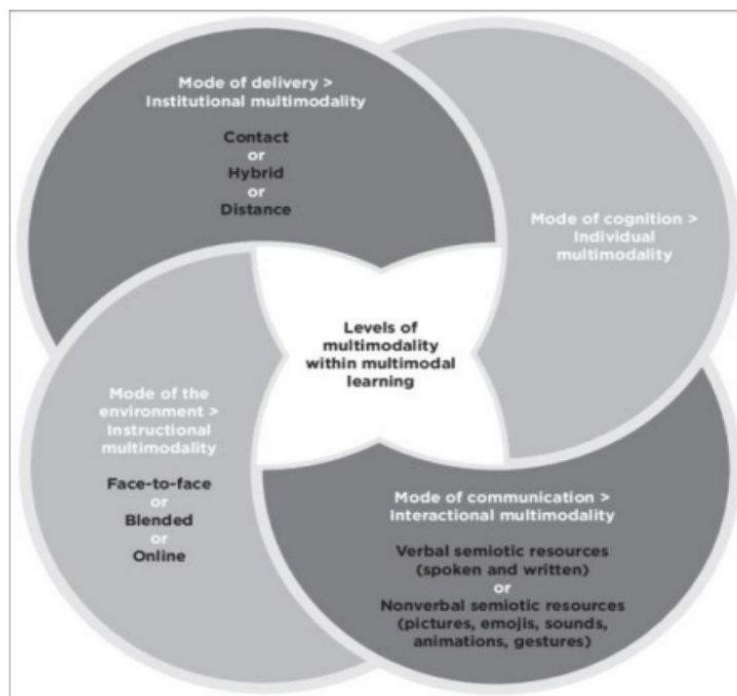 Mode of delivery >
Institutional multimodality
Contact
or
Hybrid
or
Distance
Mode of cognition >
Individual
multimodality
Levels of
multimodality
within multimodal
learning
Mode of the
environment >
Instructional
multimodality
Face-to-face
or
Blended
or
Online
Mode of communication >
Interactional multimodality
Verbal semiotic resources
(spoken and written)
or
Nonverbal semiotic resources
(pictures, emojis, sounds,
animations, gestures)